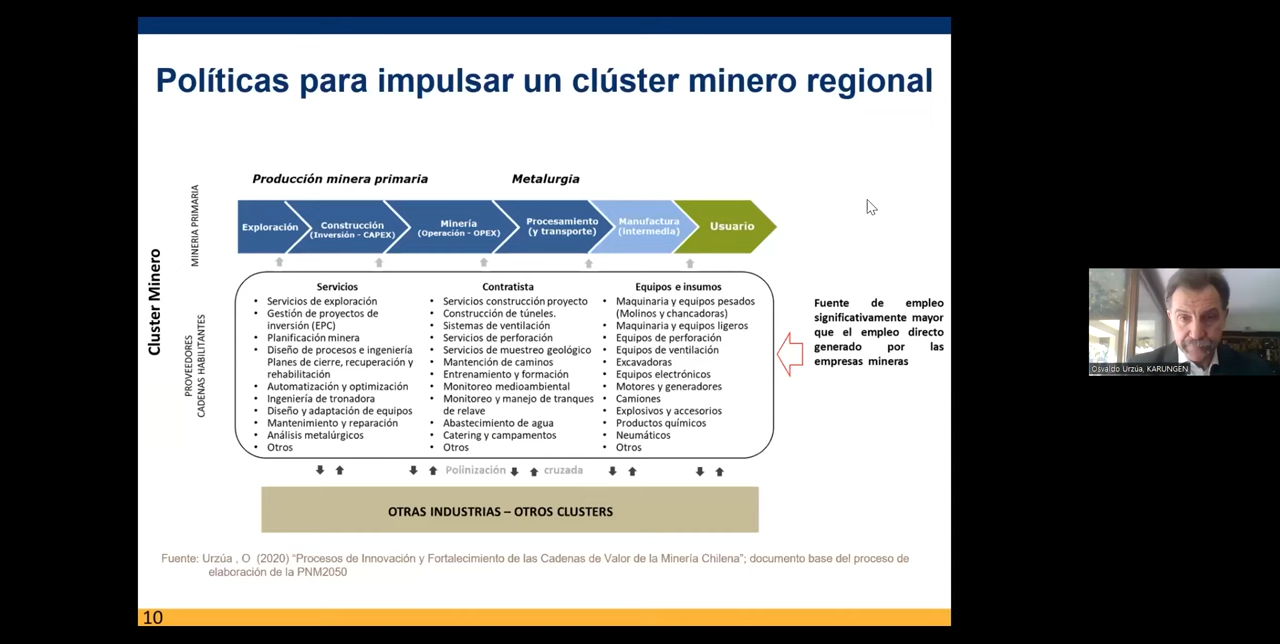 Políticas para impulsar un clúster minero regional
Producción minera primaria
Metalurgia
Cluster Minero
MINERIA PRIMARIA
Exploración
Construcción
(Inversión - CAPEX)
Minería
(Operación - OPEX)
Procesamiento
(y transporte)
Manufactura
(intermedia)
Usuario
PROVEEDORES
CADENAS HABILITANTES
Servicios
• Servicios de exploración
• Gestión de proyectos de
inversión (EPC)
• Planificación minera
• Diseño de procesos e ingeniería
Planes de cierre, recuperación y
rehabilitación
• Automatización y optimización
• Ingeniería de tronadora
• Diseño y adaptación de equipos
• Mantenimiento y reparación
• Análisis metalúrgicos
• Otros
Contratista
• Servicios construcción proyecto
• Construcción de túneles.
• Sistemas de ventilación
• Servicios de perforación
• Servicios de muestreo geológico
• Mantención de caminos
• Entrenamiento y formación
• Monitoreo medioambiental
• Monitoreo y manejo de tranques
de relave
• Abastecimiento de agua
• Catering y campamentos
• Otros
Equipos e insumos
• Maquinaria y equipos pesados
(Molinos y chancadoras)
• Maquinaria y equipos ligeros
• Equipos de perforación
• Equipos de ventilación
• Excavadoras
• Equipos electrónicos
• Motores y generadores
• Camiones
• Explosivos y accesorios
• Productos químicos
• Neumáticos
• Otros
Fuente de empleo
significativamente mayor
que el empleo directo
generado por las
empresas mineras
Polinización cruzada
OTRAS INDUSTRIAS – OTROS CLUSTERS
Fuente: Urzúa , O (2020) “Procesos de Innovación y Fortalecimiento de las Cadenas de Valor de la Minería Chilena”; documento base del proceso de
elaboración de la PNM2050
10
Osvaldo Urzúa, KARUNGEN